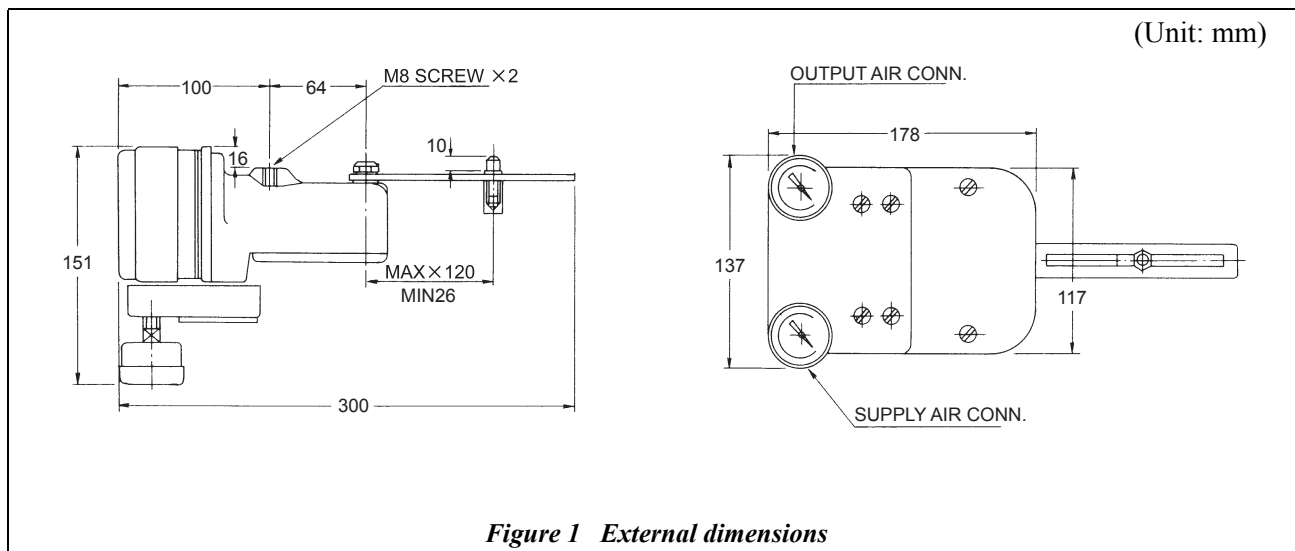 (Unit: mm)
100
64
M8 SCREW ×2
16
10
151
MAX×120
MIN26
300
OUTPUT AIR CONN.
178
137
117
SUPPLY AIR CONN.
Figure 1 External dimensions